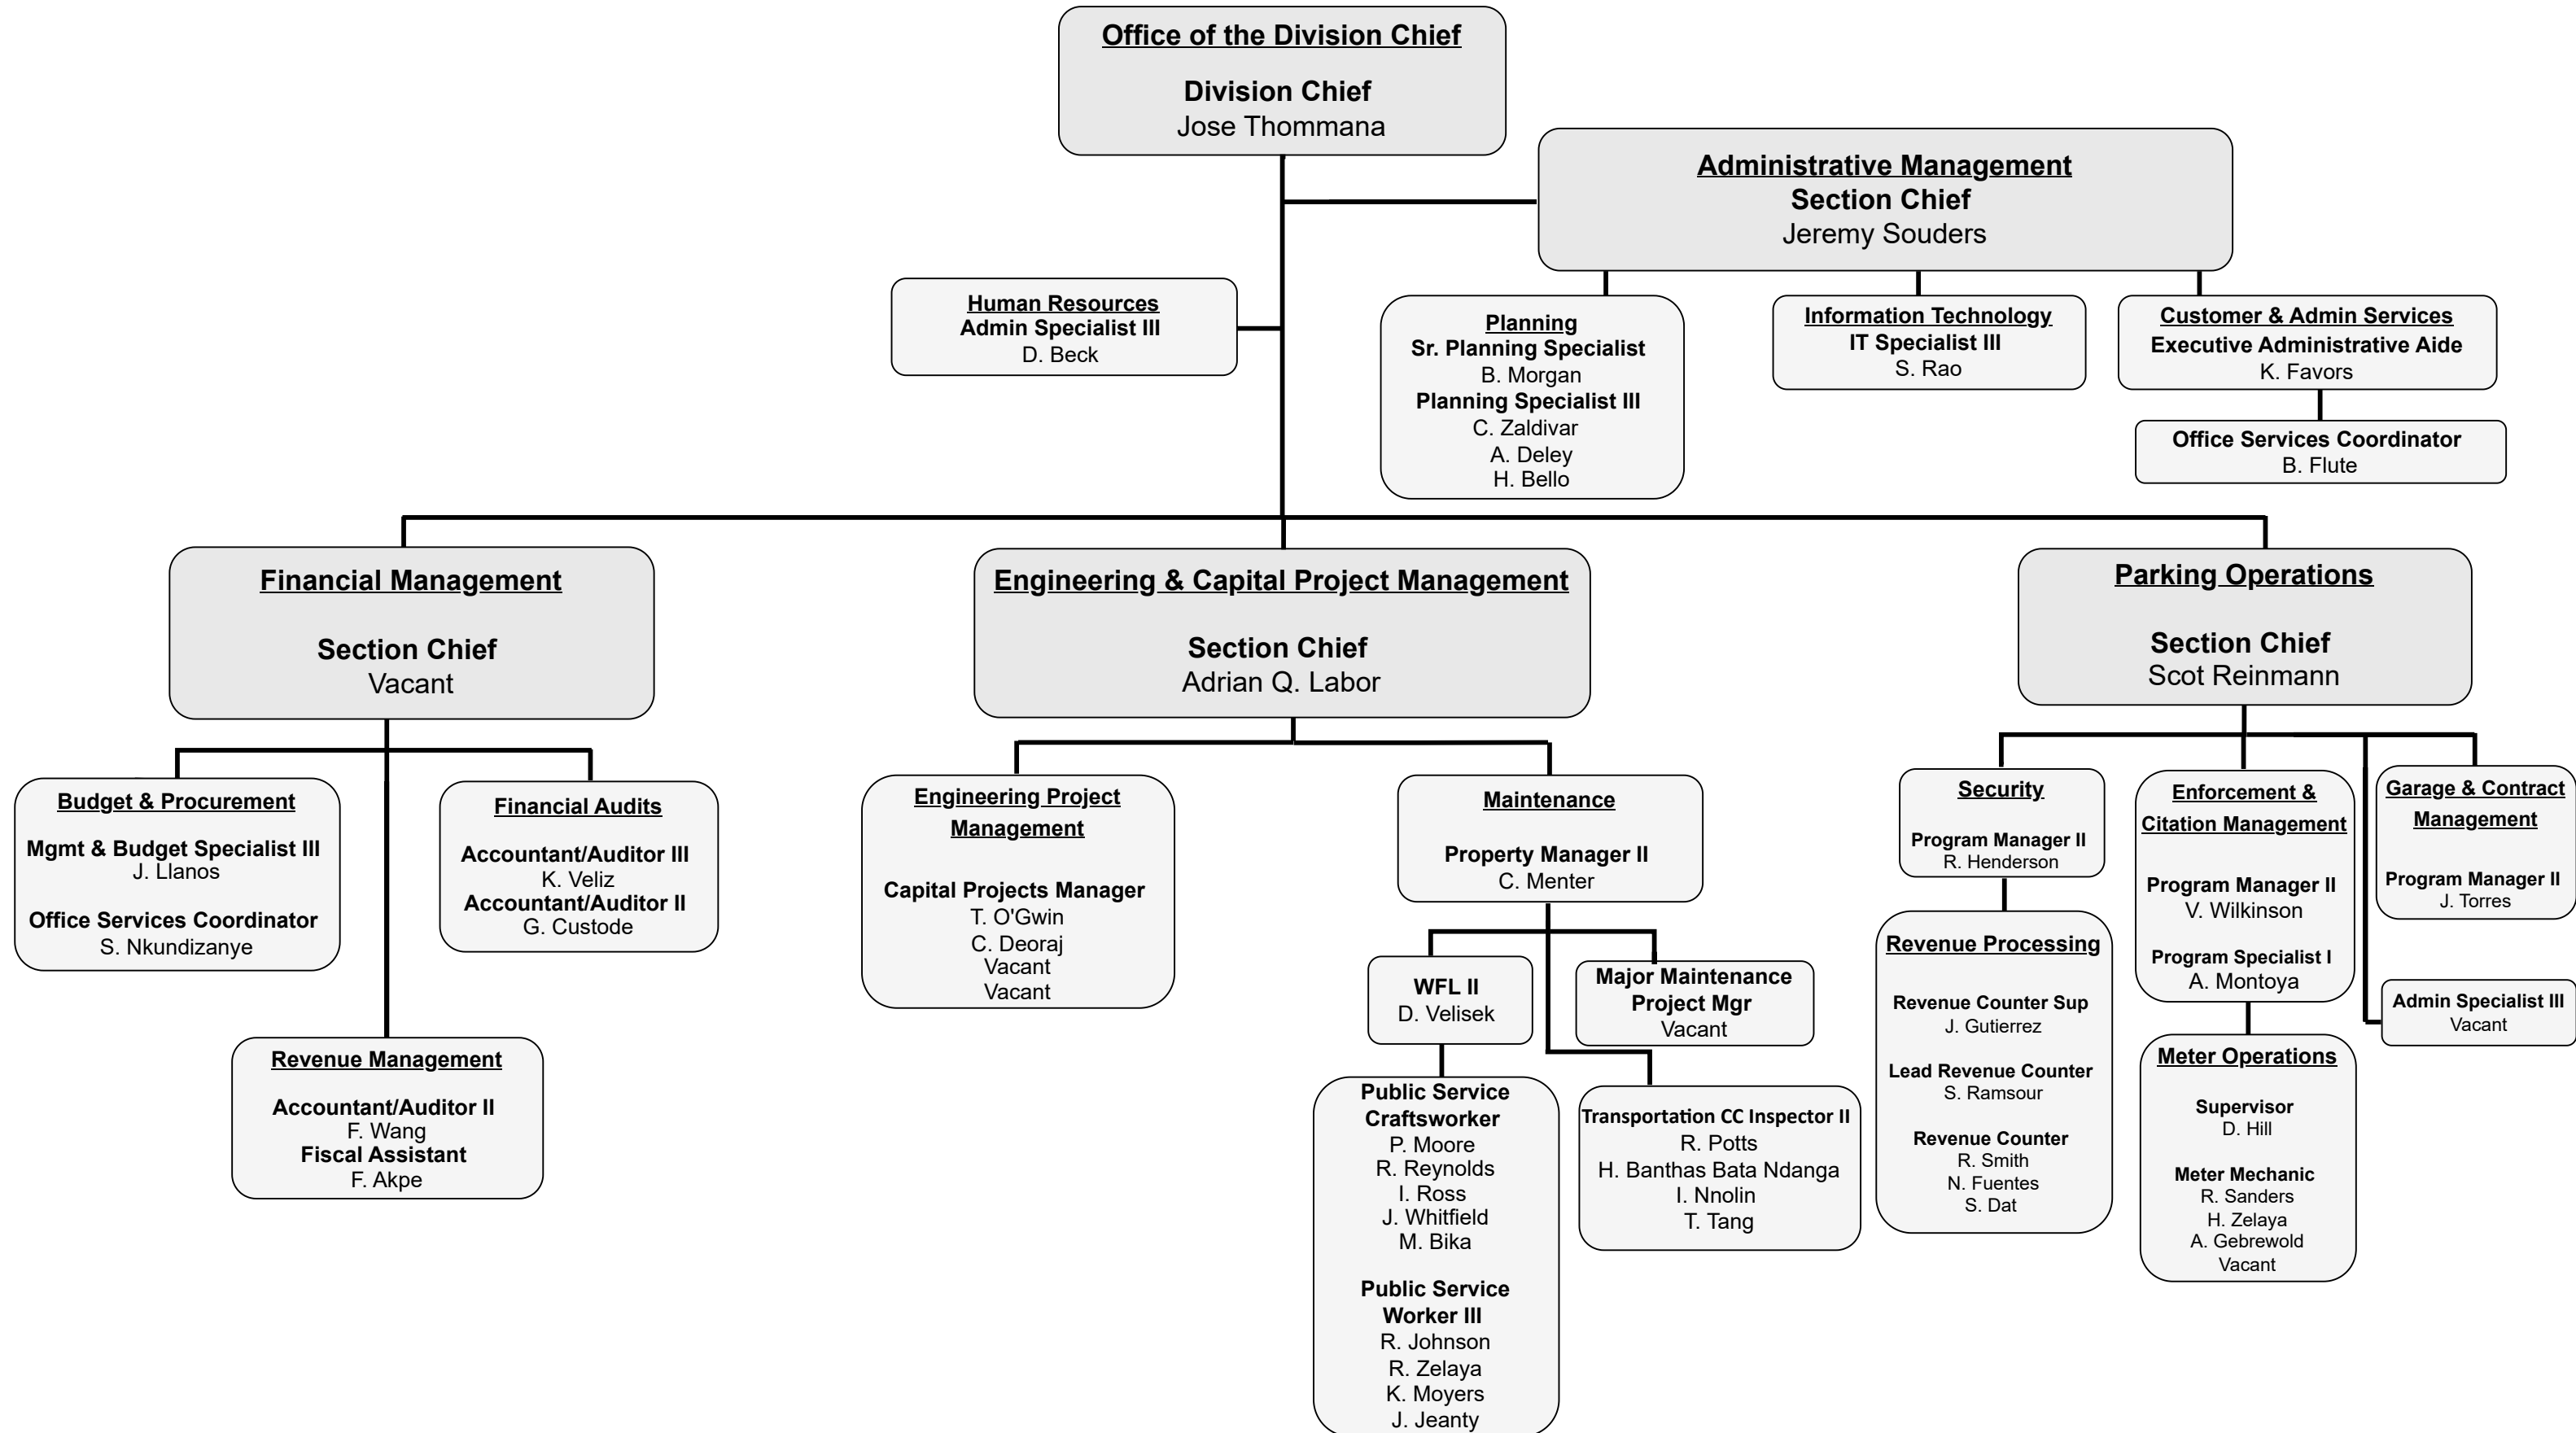 Office of the Division Chief
Division Chief
Jose Thommana
Administrative Management
Section Chief
Jeremy Souders
Human Resources
Admin Specialist III
D. Beck
Planning
Sr. Planning Specialist
B. Morgan
Planning Specialist III
C. Zaldivar
A. Deley
H. Bello
Information Technology
IT Specialist III
S. Rao
Customer & Admin Services
Executive Administrative Aide
K. Favors
Office Services Coordinator
B. Flute
Financial Management
Section Chief
Vacant
Engineering & Capital Project Management
Section Chief
Adrian Q. Labor
Parking Operations
Section Chief
Scot Reinmann
Budget & Procurement
Mgmt & Budget Specialist III
J. Llanos
Office Services Coordinator
S. Nkundizanye
Financial Audits
Accountant/Auditor III
K. Veliz
Accountant/Auditor II
G. Custode
Revenue Management
Accountant/Auditor II
F. Wang
Fiscal Assistant
F. Akpe
Engineering Project
Management
Capital Projects Manager
T. O'Gwin
C. Deoraj
Vacant
Vacant
Maintenance
Property Manager II
C. Menter
WFL II
D. Velisek
Major Maintenance
Project Mgr
Vacant
Public Service
Craftsworker
P. Moore
R. Reynolds
I. Ross
J. Whitfield
M. Bika
Public Service
Worker III
R. Johnson
R. Zelaya
K. Moyers
J. Jeanty
Transportation CC Inspector II
R. Potts
H. Banthas Bata Ndanga
I. Nnolin
T. Tang
Security
Program Manager II
R. Henderson
Revenue Processing
Revenue Counter Sup
J. Gutierrez
Lead Revenue Counter
S. Ramsour
Revenue Counter
R. Smith
N. Fuentes
S. Dat
Enforcement &
Citation Management
Program Manager II
V. Wilkinson
Program Specialist I
A. Montoya
Meter Operations
Supervisor
D. Hill
Meter Mechanic
R. Sanders
H. Zelaya
A. Gebrewold
Vacant
Garage & Contract
Management
Program Manager II
J. Torres
Admin Specialist III
Vacant